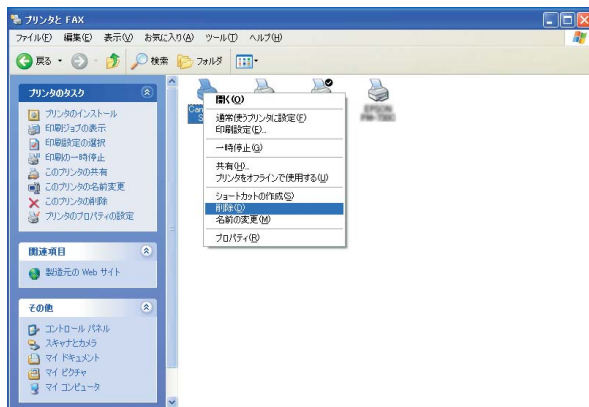 プリンタと FAX
ファイル(F) 編集(E) 表示(V) お気に入り(A) ツール(T) ヘルプ(H)
戻る 検索 フォルダ
プリンタのタスク
プリンタのインストール
印刷ジョブの表示
印刷設定の選択
印刷の一時停止
このプリンタの共有
このプリンタの名前変更
このプリンタの削除
プリンタのプロパティの設定
関連項目
製造元の Web サイト
その他
コントロール パネル
スキャナとカメラ
マイ ドキュメント
マイ ピクチャ
マイ コンピュータ
開く(O)
通常使うプリンタに設定(F)
印刷設定(E)...
一時停止(G)
共有(H)...
プリンタをオフラインで使用する(U)
ショートカットの作成(S)
削除(D)
名前の変更(M)
プロパティ(R)